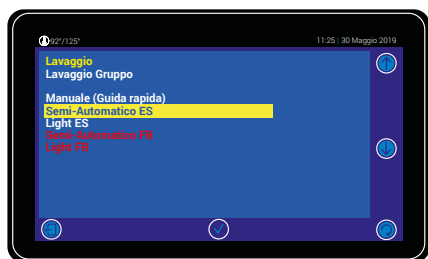 92°/125°
11:25 | 30 Maggio 2019
Lavaggio
Lavaggio Gruppo
Manuale (Guida rapida)
Semi-Automatico ES
Light ES
Semi-Automatico FB
Light FB